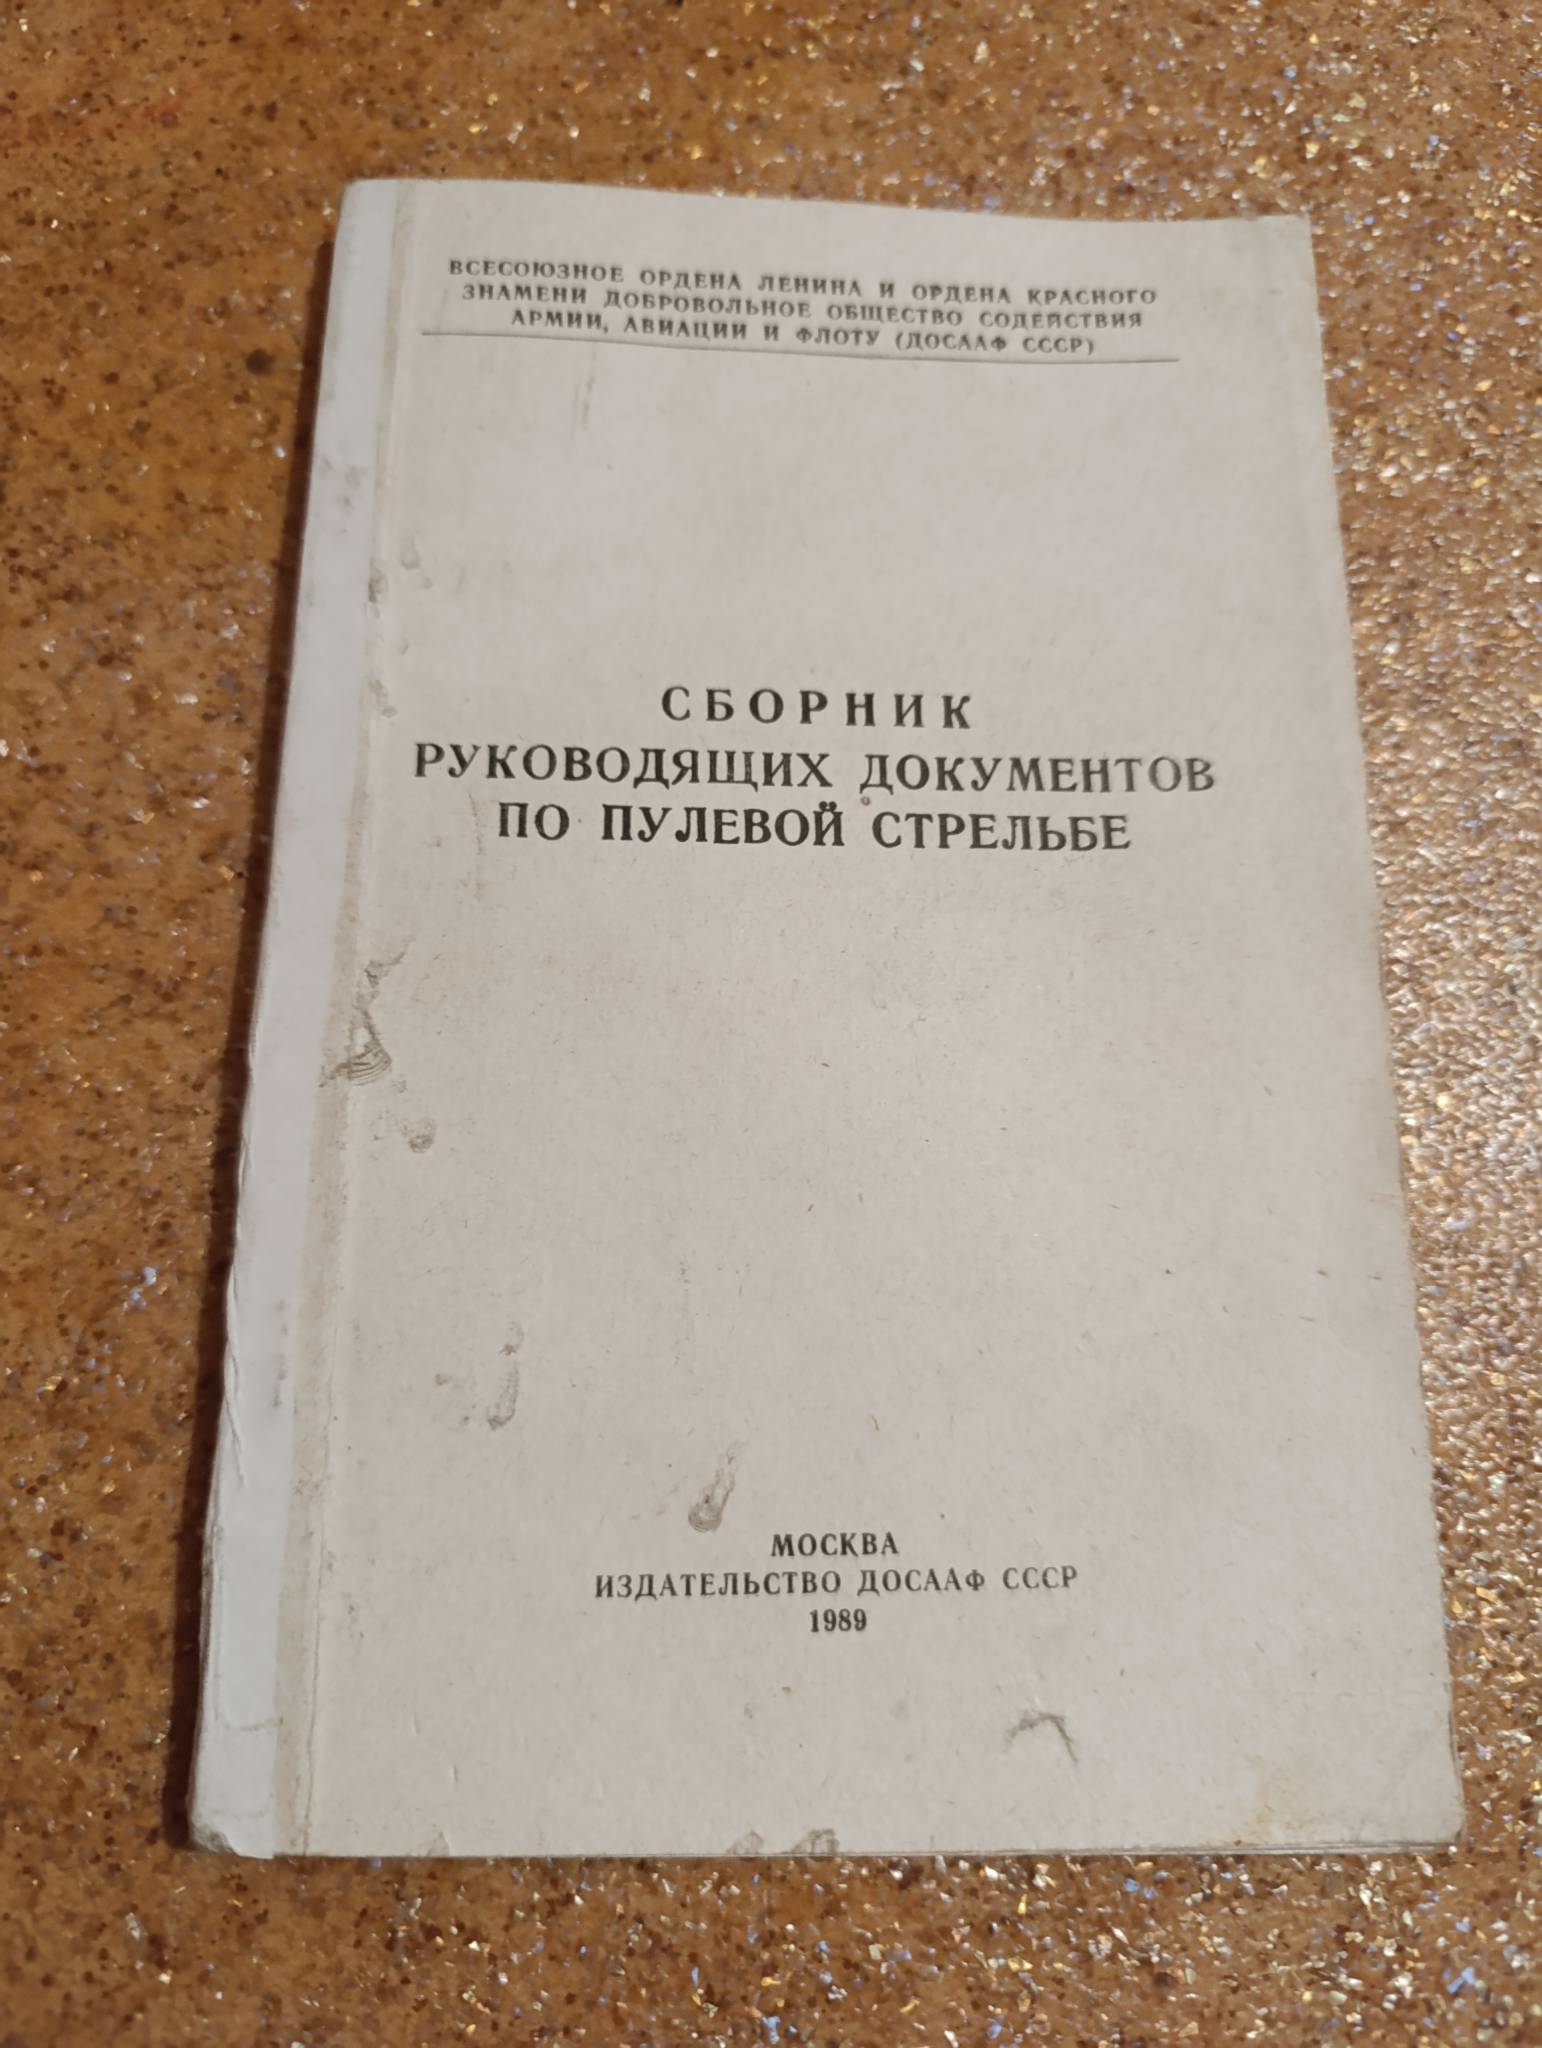 ВСЕСОЮЗНОЕ ОРДЕНА ЛЕНИНА И ОРДЕНА КРАСНОГО
ЗНАМЕНИ ДОБРОВОЛЬНОЕ ОБЩЕСТВО СОДЕЙСТВИЯ
АРМИИ, АВИАЦИИ И ФЛОТУ (ДОСААФ СССР)
СБОРНИК
РУКОВОДЯЩИХ ДОКУМЕНТОВ
ПО ПУЛЕВОЙ СТРЕЛЬБЕ
МОСКВА
ИЗДАТЕЛЬСТВО ДОСААФ СССР
1989